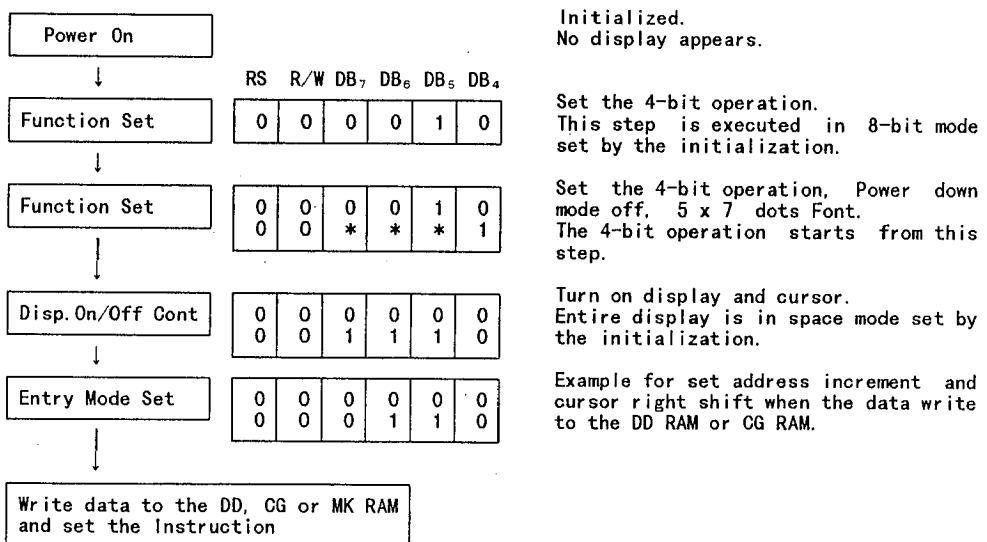 Power On
Initialized.
No display appears.
RS R/W DB₇ DB₆ DB₅ DB₄
Function Set
0 0 0 0 1 0
Set the 4-bit operation.
This step is executed in 8-bit mode
set by the initialization.
Function Set
0 0 0 0 1 0
0 0 * * * 1
Set the 4-bit operation, Power down
mode off, 5 x 7 dots Font.
The 4-bit operation starts from this
step.
Disp.On/Off Cont
0 0 0 0 0 0
0 0 1 1 1 0
Turn on display and cursor.
Entire display is in space mode set by
the initialization.
Entry Mode Set
0 0 0 0 0 0
0 0 0 1 1 0
Example for set address increment and
cursor right shift when the data write
to the DD RAM or CG RAM.
Write data to the DD, CG or MK RAM
and set the Instruction